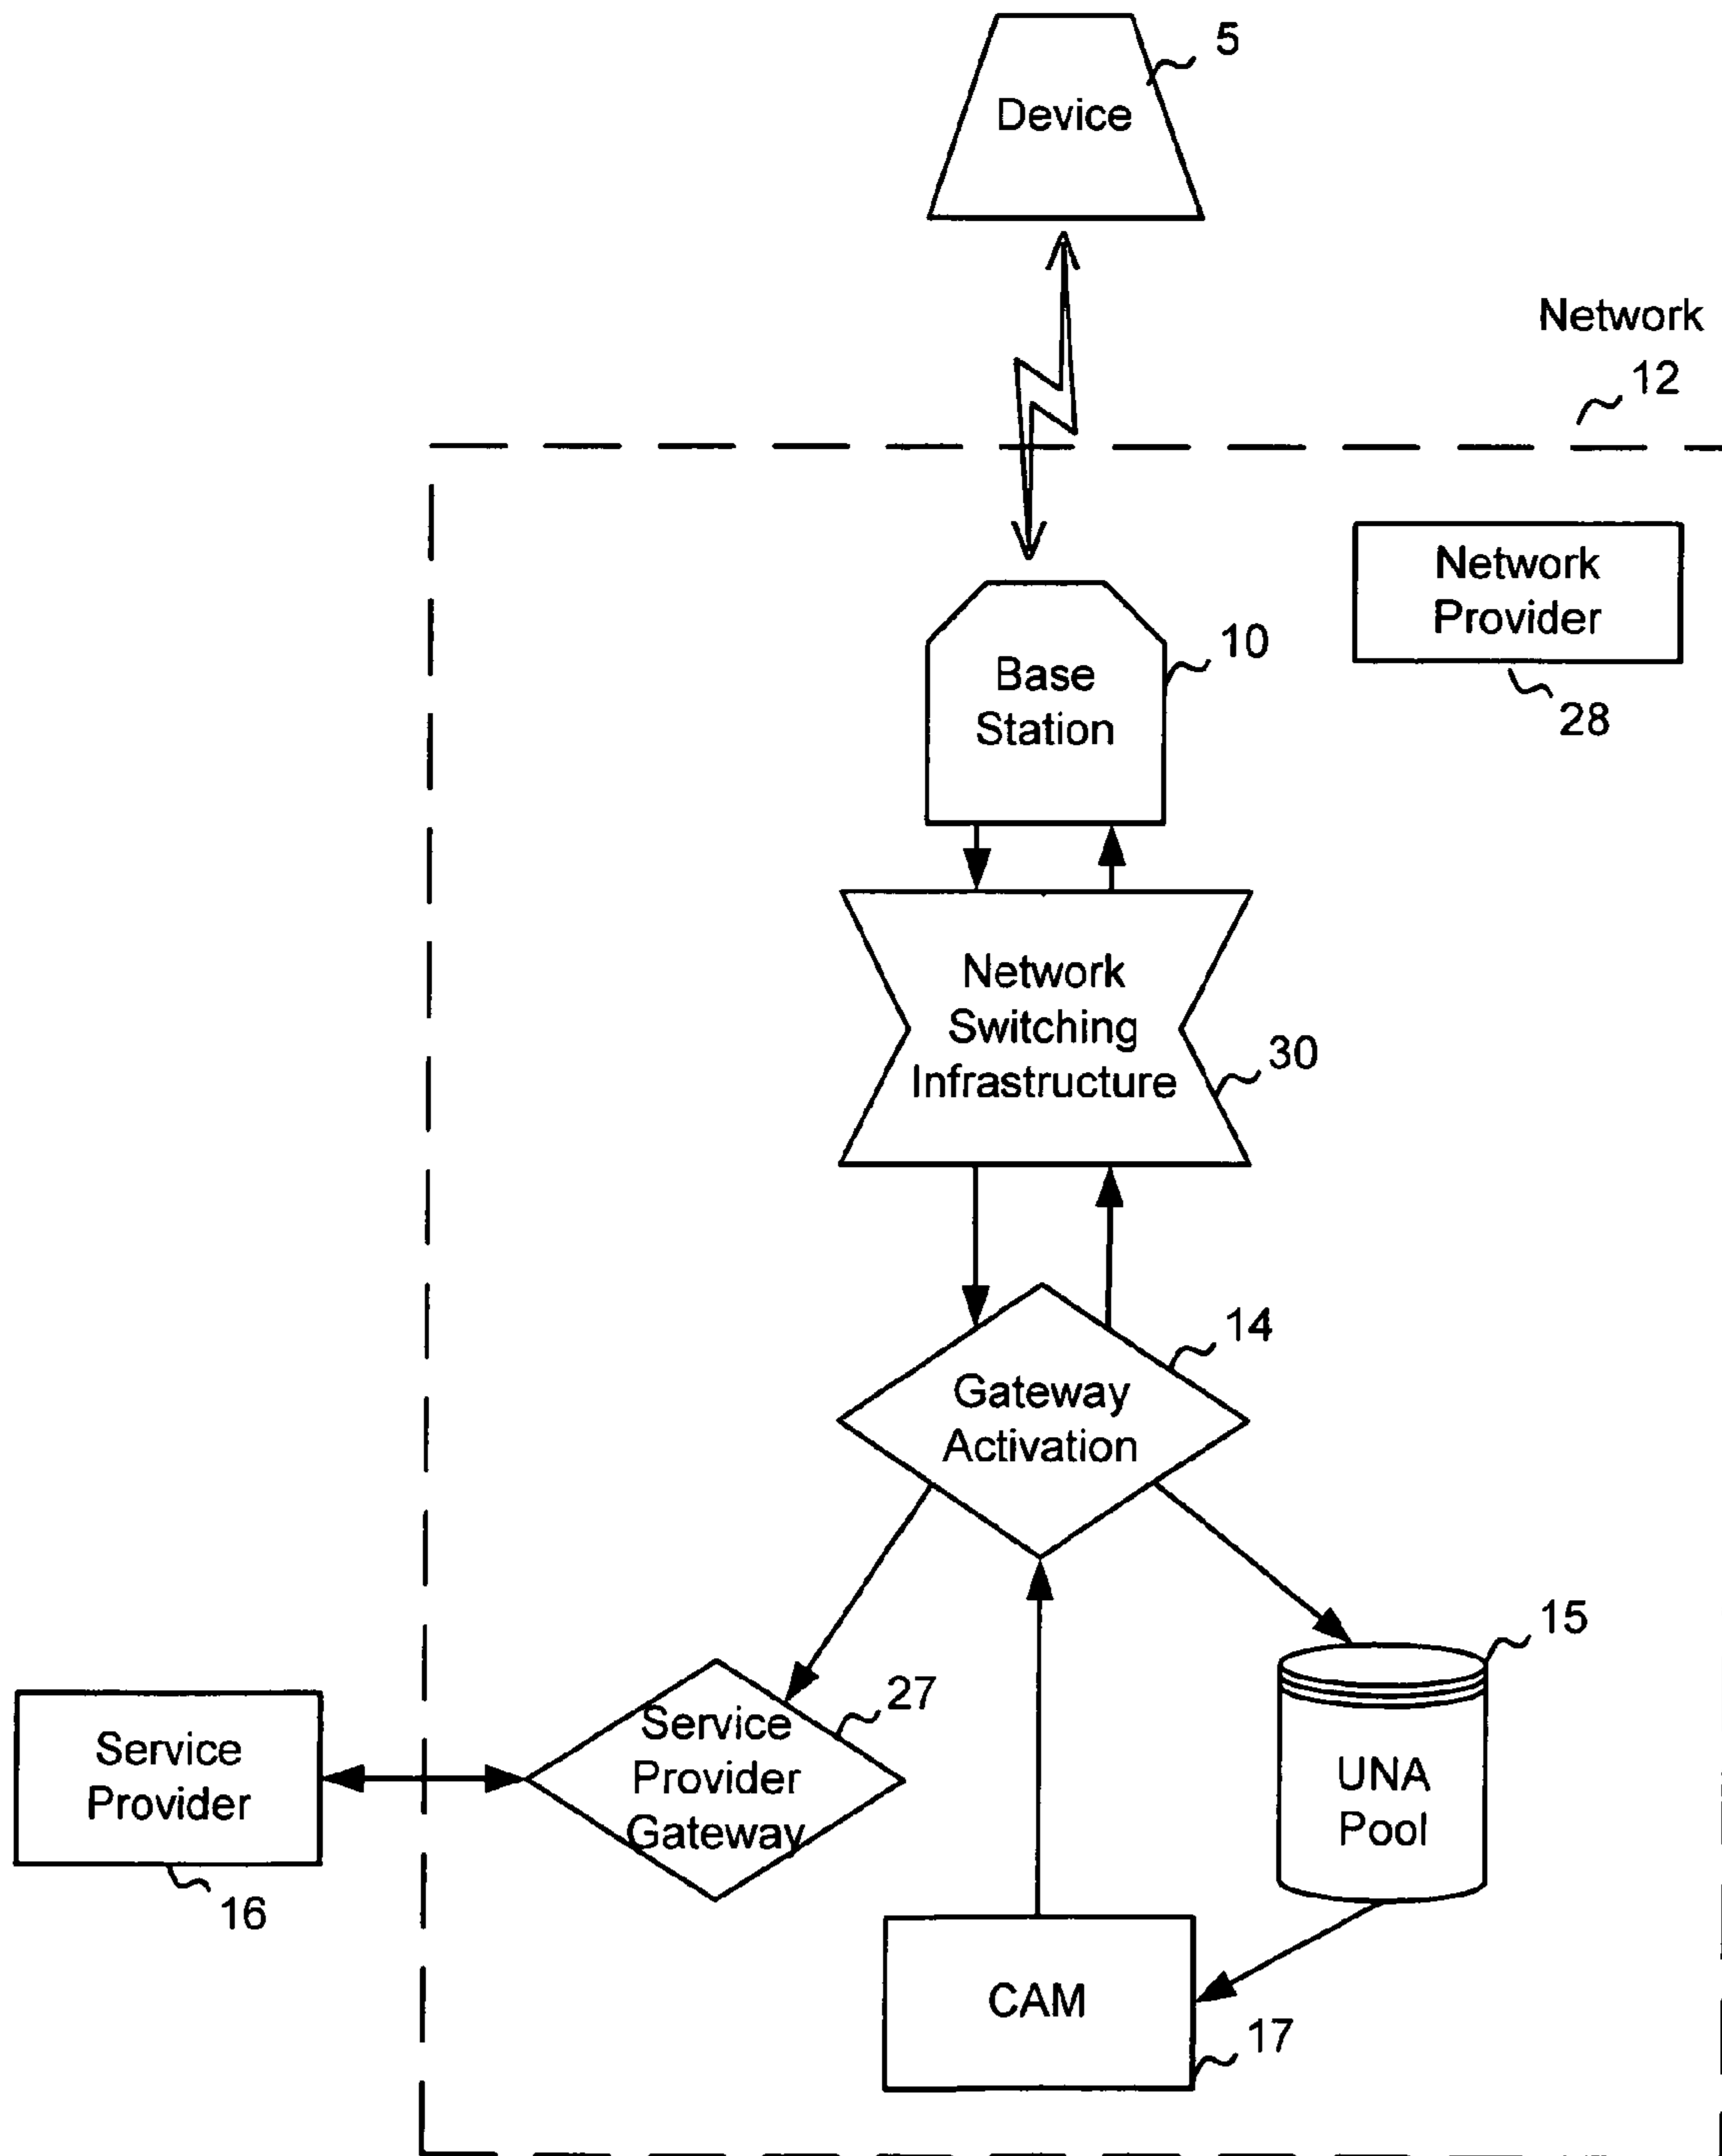 5
Device
Network
12
Network
Provider
28
10
Base
Station
Network
Switching
Infrastructure
30
14
Gateway
Activation
15
27
Service
Provider
Gateway
Service
Provider
16
UNA
Pool
CAM
17